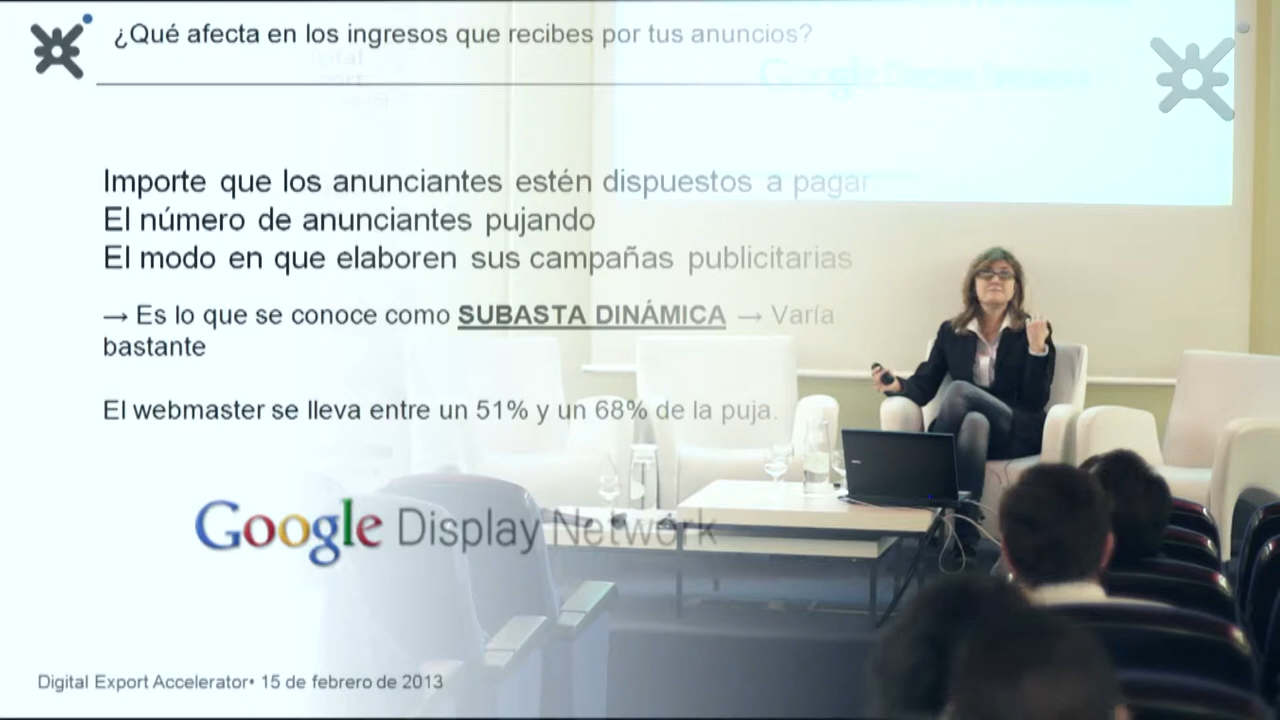 ¿Qué afecta en los ingresos que recibes por tus anuncios?
Importe que los anunciantes estén dispuestos a pagar
El número de anunciantes pujando
El modo en que elaboren sus campañas publicitarias
→ Es lo que se conoce como SUBASTA DINÁMICA → Varía
bastante
El webmaster se lleva entre un 51% y un 68% de la puja.
Google Display Network
Digital Export Accelerator• 15 de febrero de 2013